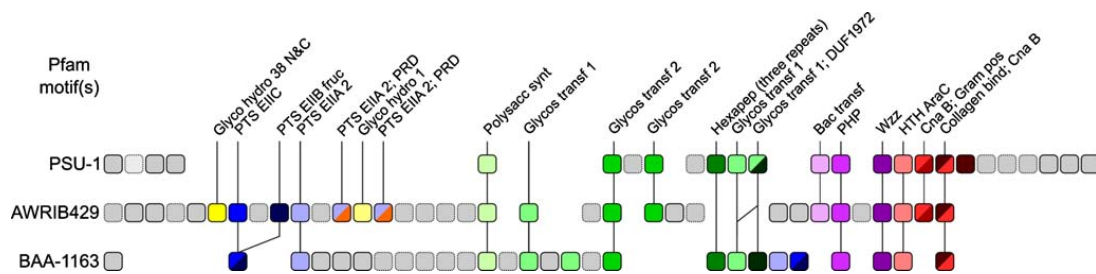 Pfam
motif(s)
Glyco hydro 38 N&C
PTS EIIC
PTS EIIB fruc
PTS EIIA 2
PTS EIIA 2; PRD
Glyco hydro 1
PTS EIIA 2; PRD
Polysacc synt
Glycos transf 1
Glycos transf 2
Glycos transf 2
Hexapep (three repeats)
Glycos transf 1
Glycos transf 1; DUF1972
Bac transf
PHP
Wzz
HTH AraC
Cna B; Gram pos
Collagen bind; Cna B
PSU-1
AWRIB429
BAA-1163